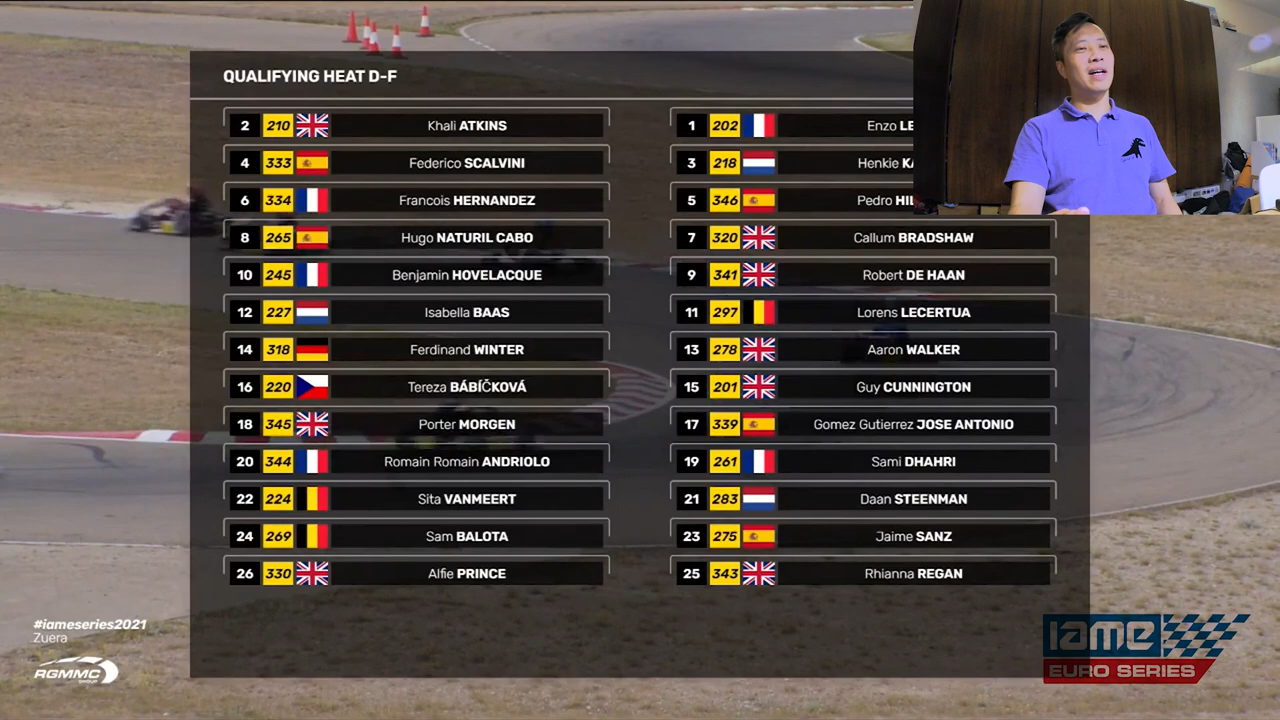 QUALIFYING HEAT D-F
2 210 Khali ATKINS
1 202 Enzo
4 333 Federico SCALVINI
3 218 Henkie
6 334 Francois HERNANDEZ
5 346 Pedro
8 265 Hugo NATURIL CABO
7 320 Callum BRADSHAW
10 245 Benjamin HOVELACQUE
9 341 Robert DE HAAN
12 227 Isabella BAAS
11 297 Lorens LECERTUA
14 318 Ferdinand WINTER
13 278 Aaron WALKER
16 220 Tereza BÁBÍČKOVÁ
15 201 Guy CUNNINGTON
18 345 Porter MORGEN
17 339 Gomez Gutierrez JOSE ANTONIO
20 344 Romain Romain ANDRIOLO
19 261 Sami DHAHRI
22 224 Sita VANMEERT
21 283 Daan STEENMAN
24 269 Sam BALOTA
23 275 Jaime SANZ
26 330 Alfie PRINCE
25 343 Rhianna REGAN
#iameseries2021
Zuera
RGMMC
GROUP
IAME
EURO SERIES